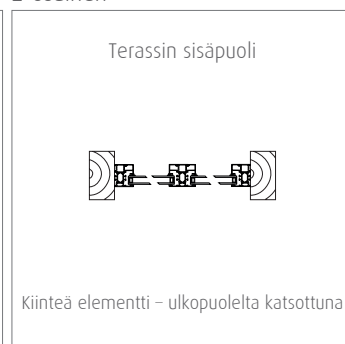 Terassin sisäpuoli
Kiinteä elementti – ulkopuolelta katsottuna